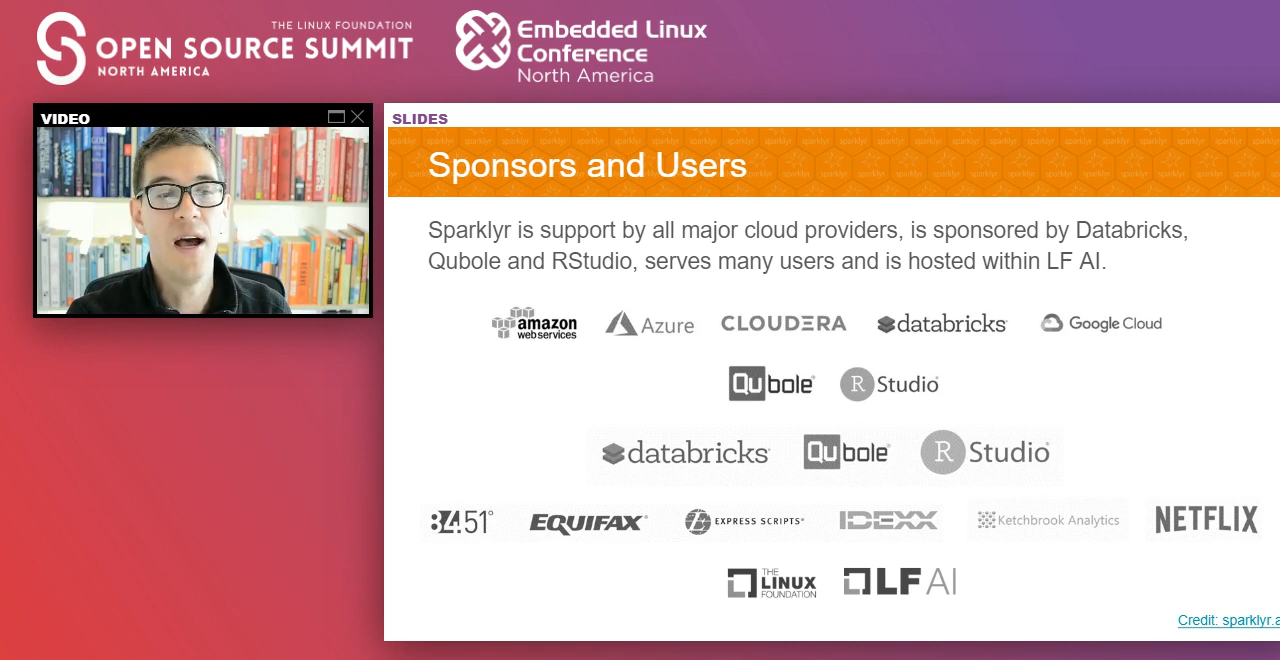 THE LINUX FOUNDATION
OPEN SOURCE SUMMIT
NORTH AMERICA
Embedded Linux
Conference
North America
VIDEO
SLIDES
Sponsors and Users
Sparklyr is support by all major cloud providers, is sponsored by Databricks,
Qubole and RStudio, serves many users and is hosted within LF AI.
amazon
webservices
Azure
CLOUDERA
databricks
Google Cloud
Qubole
R Studio
databricks
Qubole
R Studio
84.51°
EQUIFAX
EXPRESS SCRIPTS®
IDEXX
Ketchbrook Analytics
NETFLIX
THE
LINUX
FOUNDATION
LF AI
Credit: sparklyr.a